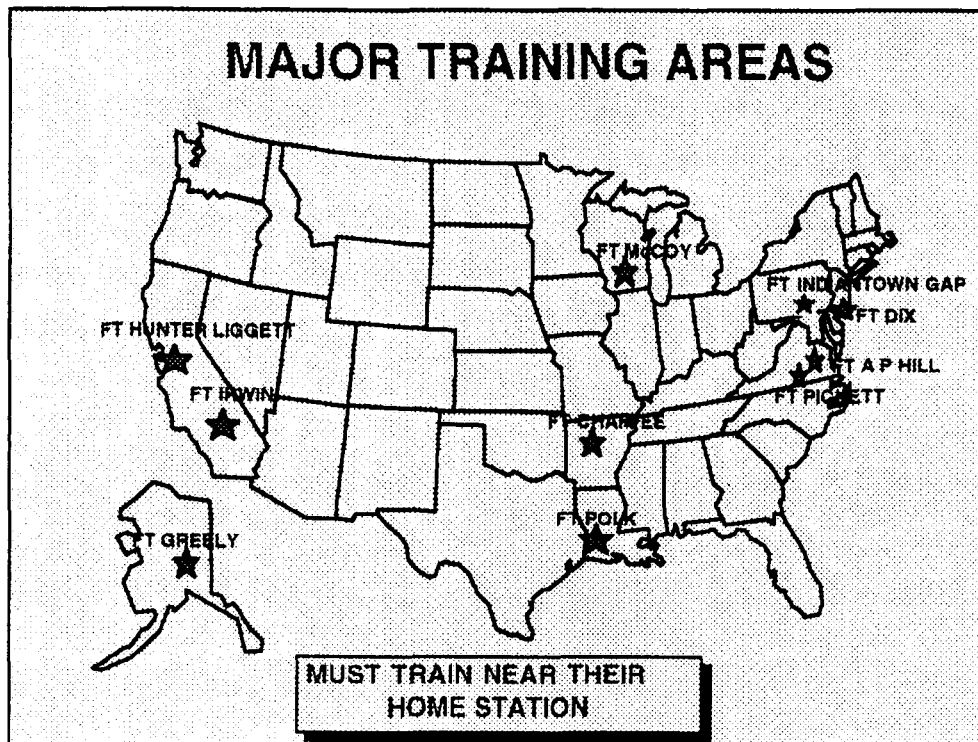 MAJOR TRAINING AREAS
FT McCOY
FT INDIANTOWN GAP
FT DIX
FT HUNTER LIGGETT
FT A P HILL
FT IRWIN
FT PICKETT
FT CHAFFEE
FT POLK
FT GREELY
MUST TRAIN NEAR THEIR
HOME STATION